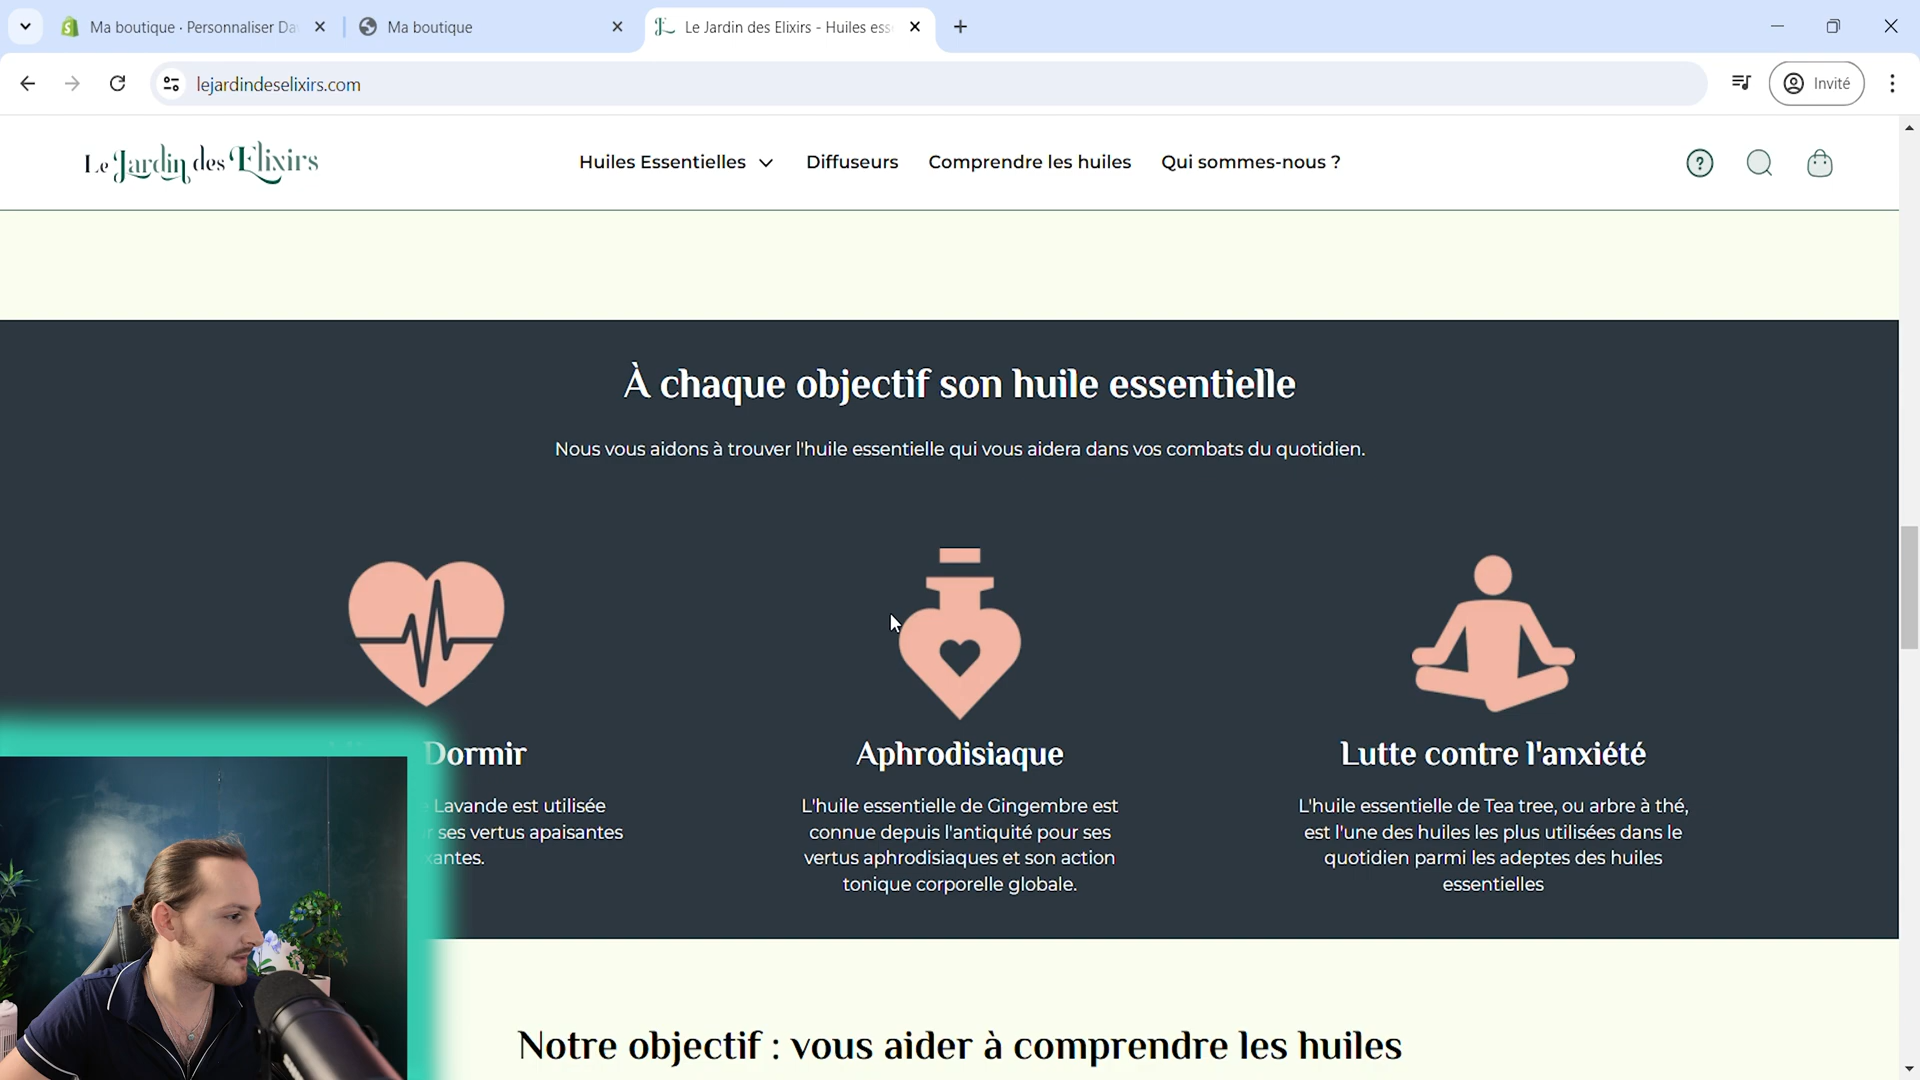 Ma boutique · Personnaliser Da
Ma boutique
Le Jardin des Elixirs - Huiles ess
lejardindeselixirs.com
Invité
Le Jardin des Elixirs
Huiles Essentielles
Diffuseurs
Comprendre les huiles
Qui sommes-nous ?
À chaque objectif son huile essentielle
Nous vous aidons à trouver l'huile essentielle qui vous aidera dans vos combats du quotidien.
Dormir
Lavande est utilisée
ses vertus apaisantes
Aphrodisiaque
L'huile essentielle de Gingembre est
connue depuis l'antiquité pour ses
vertus aphrodisiaques et son action
tonique corporelle globale.
Lutte contre l'anxiété
L'huile essentielle de Tea tree, ou arbre à thé,
est l'une des huiles les plus utilisées dans le
quotidien parmi les adeptes des huiles
essentielles
Notre objectif : vous aider à comprendre les huiles